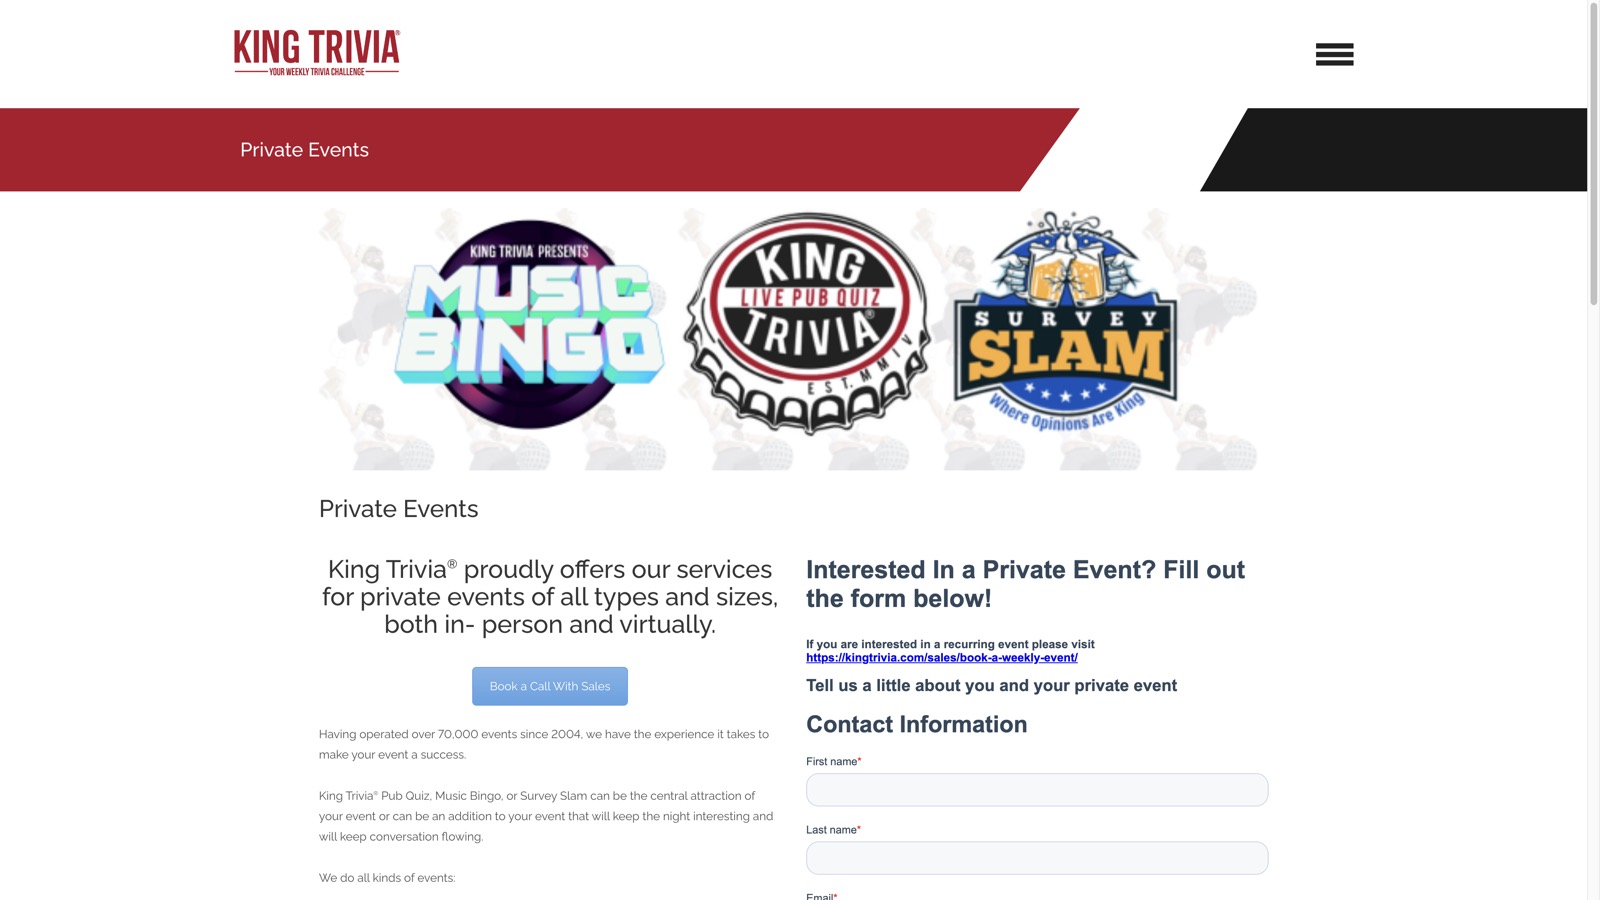 KING TRIVIA®
YOUR WEEKLY TRIVIA CHALLENGE
Private Events
KING TRIVIA PRESENTS
MUSIC
BINGO
KING
LIVE PUB QUIZ
TRIVIA®
EST. MMIV
SURVEY
SLAM
Where Opinions Are King
Private Events
King Trivia® proudly offers our services
for private events of all types and sizes,
both in- person and virtually.
Book a Call With Sales
Having operated over 70,000 events since 2004, we have the experience it takes to
make your event a success.
King Trivia® Pub Quiz, Music Bingo, or Survey Slam can be the central attraction of
your event or can be an addition to your event that will keep the night interesting and
will keep conversation flowing.
We do all kinds of events:
Interested In a Private Event? Fill out
the form below!
If you are interested in a recurring event please visit
https://kingtrivia.com/sales/book-a-weekly-event/
Tell us a little about you and your private event
Contact Information
First name*
Last name*
Email*